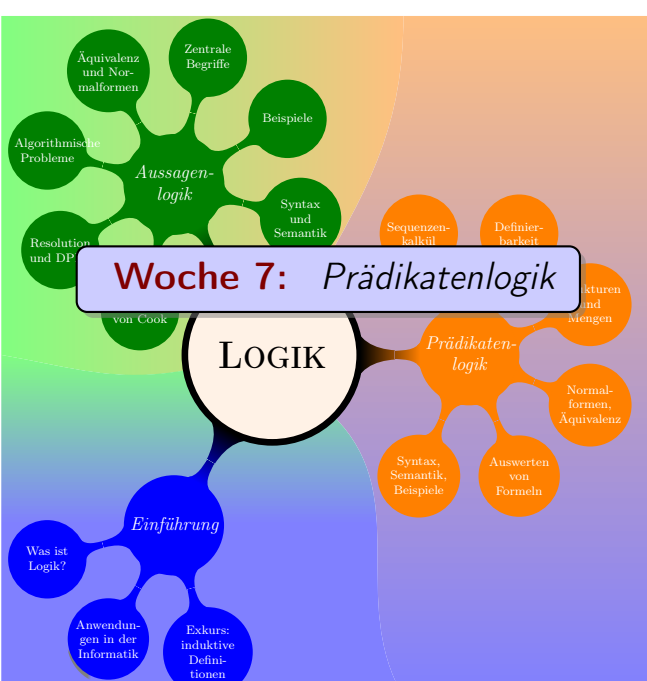 Zentrale
Begriffe
Äquivalenz
und Nor-
malformen
Beispiele
Algorithmische
Probleme
Aussagen-
logik
Syntax
und
Semantik
Resolution
und DP
von Cook
Sequenzen-
kalkül
Definier-
barkeit
Woche 7: Prädikatenlogik
und
Mengen
LOGIK
Prädikaten-
logik
Normal-
formen,
Äquivalenz
Syntax,
Semantik,
Beispiele
Auswerten
von
Formeln
Einführung
Was ist
Logik?
Anwendun-
gen in der
Informatik
Exkurs:
induktive
Defini-
tionen